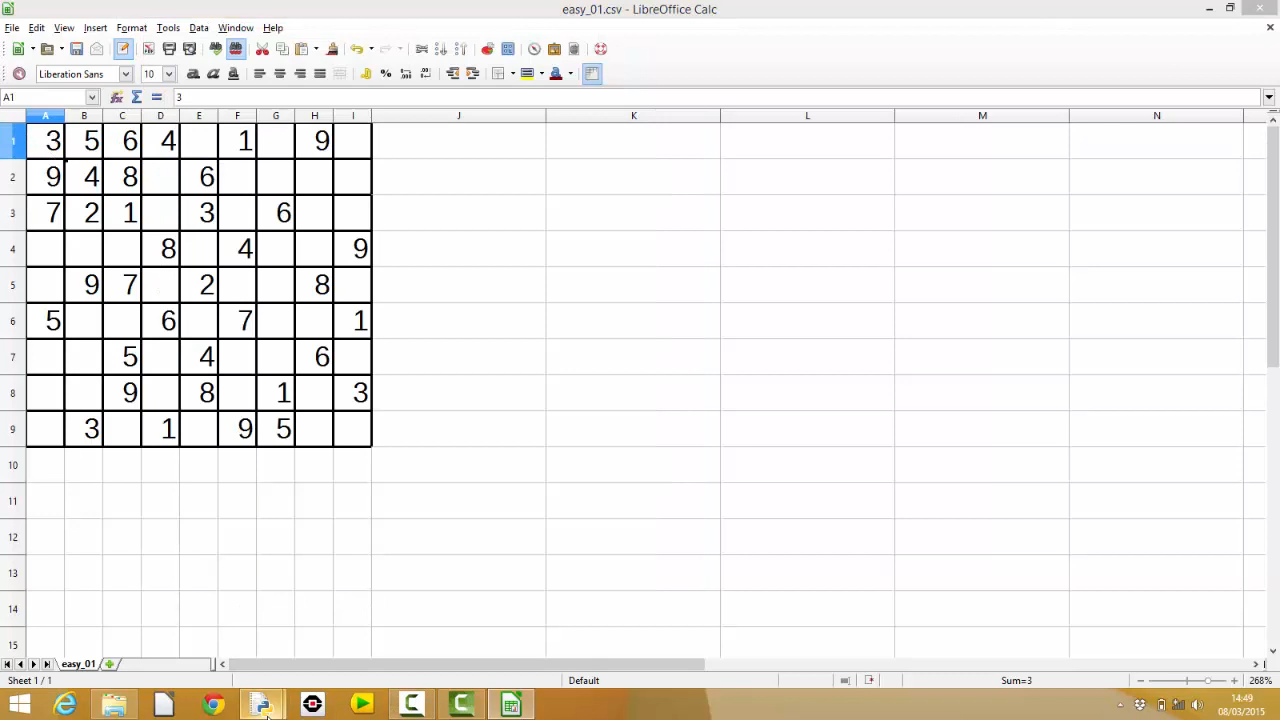 easy_01.csv - LibreOffice Calc
File Edit View Insert Format Tools Data Window Help
Liberation Sans 10
A1 3
A B C D E F G H I J K L M N
1 3 5 6 4 1 9
2 9 4 8 6
3 7 2 1 3 6
4 8 4 9
5 9 7 2 8
6 5 6 7 1
7 5 4 6
8 9 8 1 3
9 3 1 9 5
10
11
12
13
14
15
easy_01
Sheet 1 / 1 Default Sum=3 268%
14:49
08/03/2015